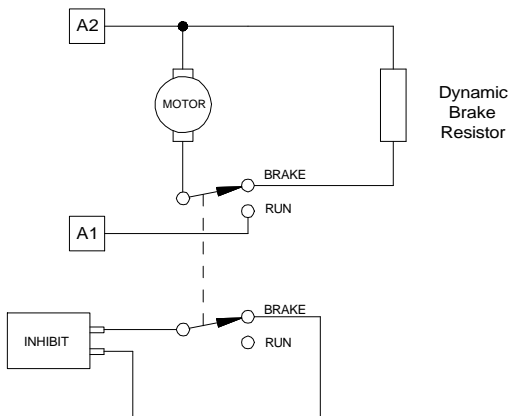 A2
MOTOR
Dynamic
Brake
Resistor
BRAKE
RUN
A1
BRAKE
RUN
INHIBIT